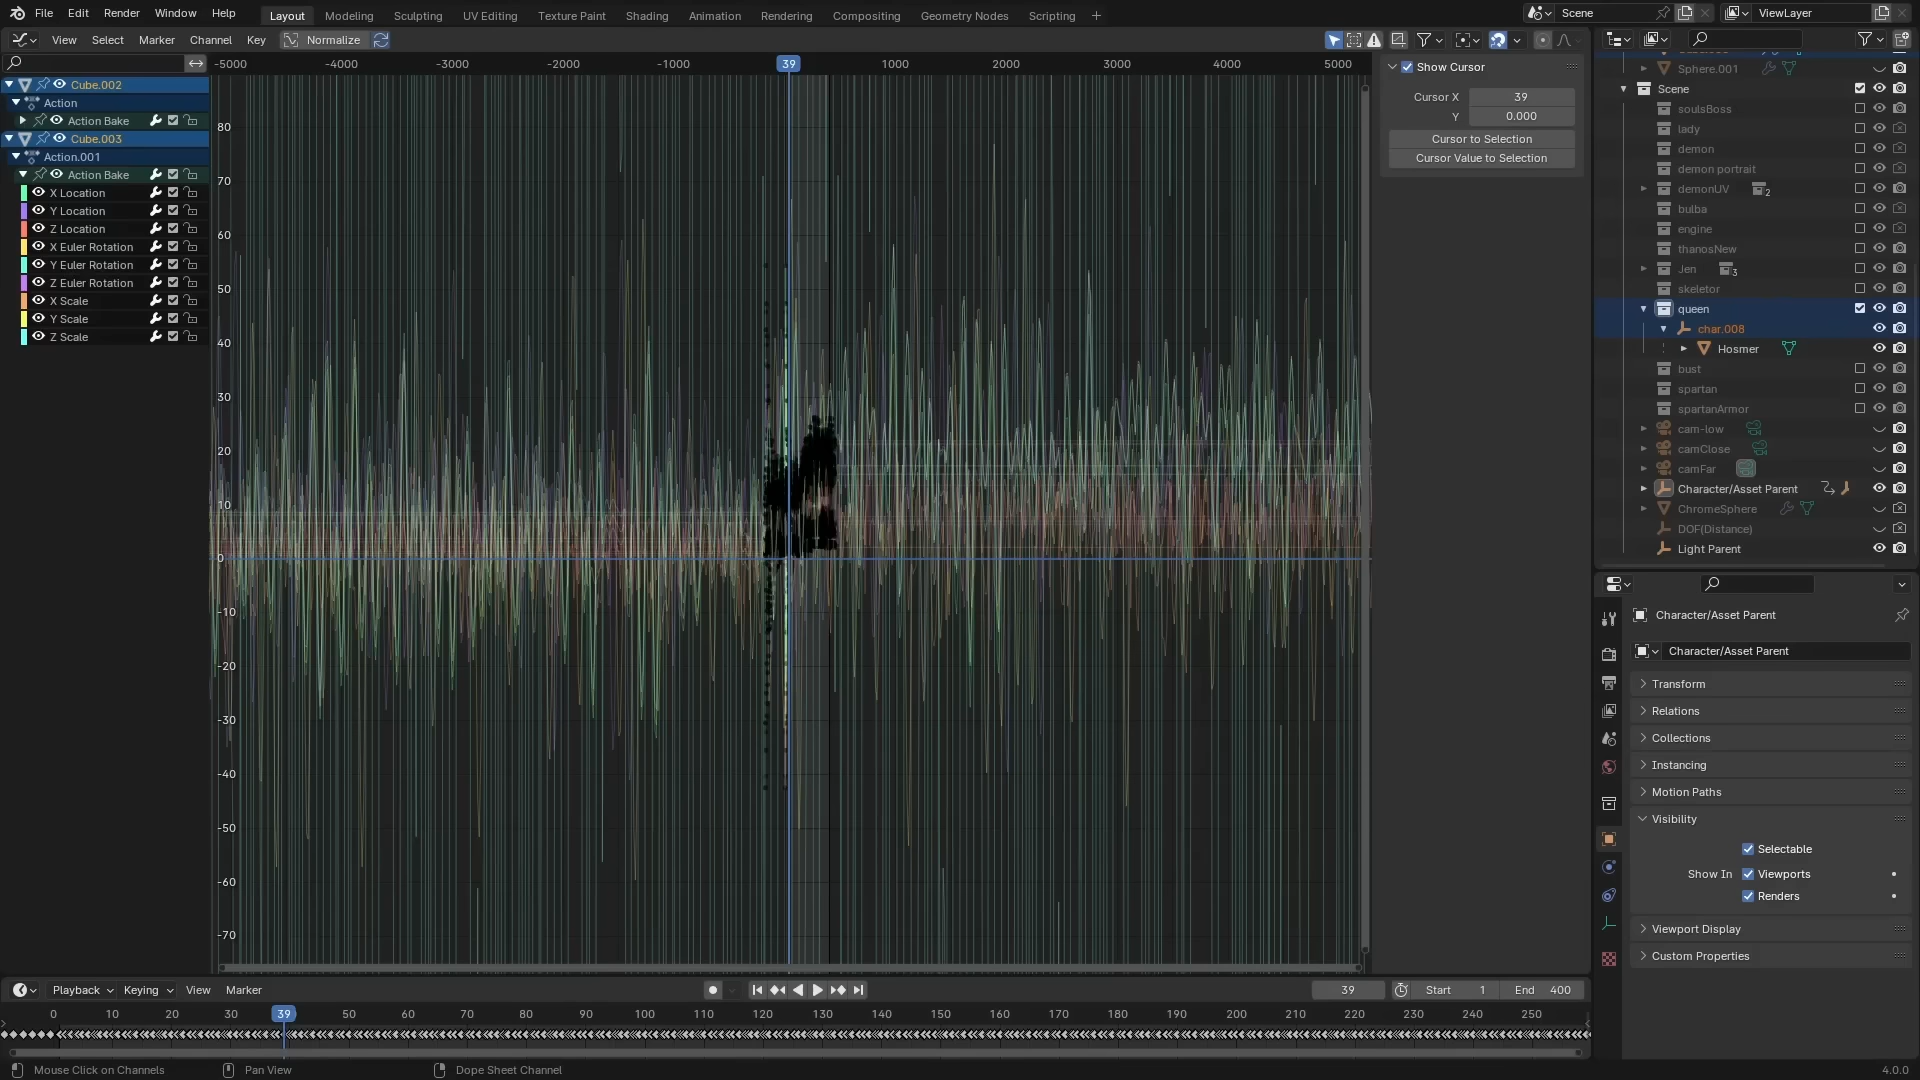 File Edit Render Window Help Layout Modeling Sculpting UV Editing Texture Paint Shading Animation Rendering Compositing Geometry Nodes Scripting + Scene ViewLayer
View Select Marker Channel Key Normalize
-5000 -4000 -3000 -2000 -1000 39 1000 2000 3000 4000 5000
Cube.002
Action
Action Bake
Cube.003
Action.001
Action Bake
X Location
Y Location
Z Location
X Euler Rotation
Y Euler Rotation
Z Euler Rotation
X Scale
Y Scale
Z Scale
80
70
60
50
40
30
20
10
0
-10
-20
-30
-40
-50
-60
-70
Show Cursor
Cursor X 39
Y 0.000
Cursor to Selection
Cursor Value to Selection
Sphere.001
Scene
soulsBoss
lady
demon
demon portrait
demonUV 2
bulba
engine
thanosNew
Jen 3
skeletor
queen
char.008
Hosmer
bust
spartan
spartanArmor
cam-low
camClose
camFar
Character/Asset Parent
ChromeSphere
DOF(Distance)
Light Parent
Character/Asset Parent
Character/Asset Parent
Transform
Relations
Collections
Instancing
Motion Paths
Visibility
Selectable
Show In Viewports
Renders
Viewport Display
Custom Properties
Playback Keying View Marker 39 Start 1 End 400
0 10 20 30 39 50 60 70 80 90 100 110 120 130 140 150 160 170 180 190 200 210 220 230 240 250
Mouse Click on Channels Pan View Dope Sheet Channel 4.0.0